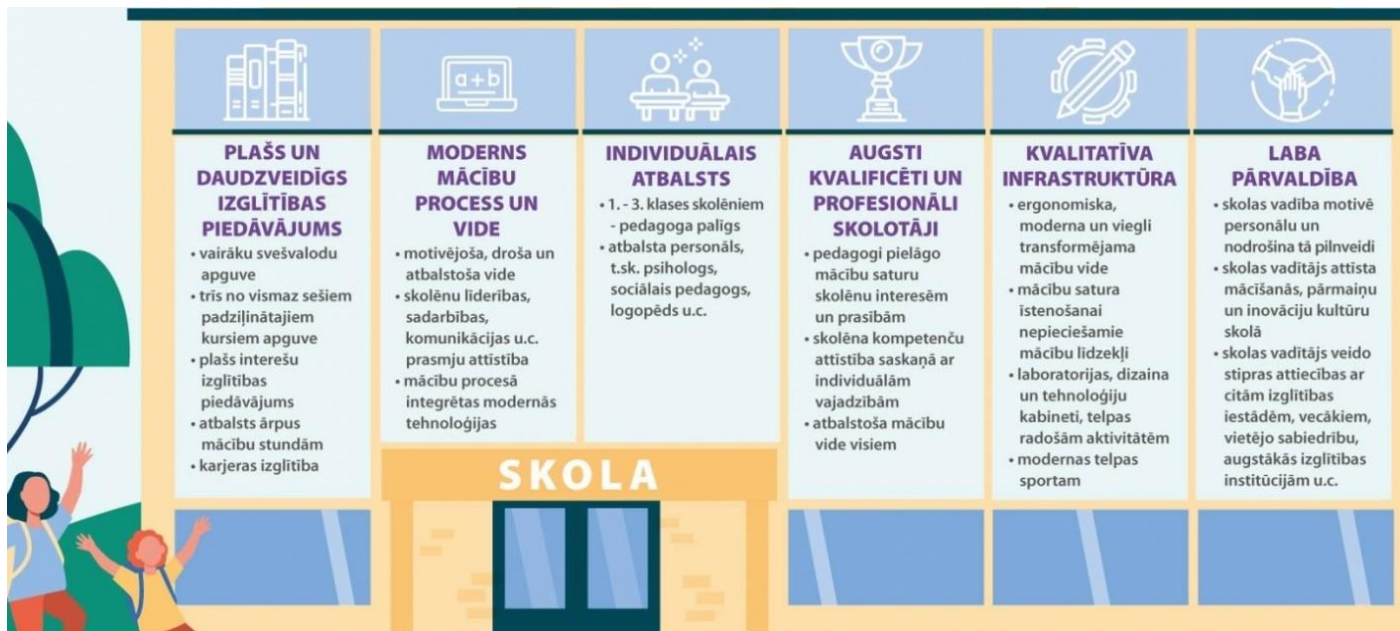 a+b
PLAŠS UN
DAUDZVEIDĪGS
IZGLĪTĪBAS
PIEDĀVĀJUMS
• vairāku svešvalodu
apguve
• trīs no vismaz sešiem
padziļinātajiem
kursiem apguve
• plašs interešu
izglītības
piedāvājums
• atbalsts ārpus
mācību stundām
• karjeras izglītība
MODERNS
MĀCĪBU
PROCESS UN
VIDE
• motivējoša, droša un
atbalstoša vide
• skolēnu līderības,
sadarbības,
komunikācijas u.c.
prasmju attīstība
• mācību procesā
integrētas modernās
tehnoloģijas
INDIVIDUĀLAIS
ATBALSTS
• 1. - 3. klases skolēniem
- pedagoga palīgs
• atbalsta personāls,
t.sk. psihologs,
sociālais pedagogs,
logopēds u.c.
AUGSTI
KVALIFICĒTI UN
PROFESIONĀLI
SKOLOTĀJI
• pedagogi pielāgo
mācību saturu
skolēnu interesēm
un prasībām
• skolēna kompetenču
attīstība saskaņā ar
individuālām
vajadzībām
• atbalstoša mācību
vide visiem
KVALITATĪVA
INFRASTRUKTŪRA
• ergonomiska,
moderna un viegli
transformējama
mācību vide
• mācību satura
īstenošanai
nepieciešamie
mācību līdzekļi
• laboratorijas, dizaina
un tehnoloģiju
kabineti, telpas
radošām aktivitātēm
• modernas telpas
sportam
LABA
PĀRVALDĪBA
• skolas vadība motivē
personālu un
nodrošina tā pilnveidi
• skolas vadītājs attīsta
mācīšanās, pārmaiņu
un inovāciju kultūru
skolā
• skolas vadītājs veido
stipras attiecības ar
citām izglītības
iestādēm, vecākiem,
vietējo sabiedrību,
augstākās izglītības
institūcijām u.c.
SKOLA